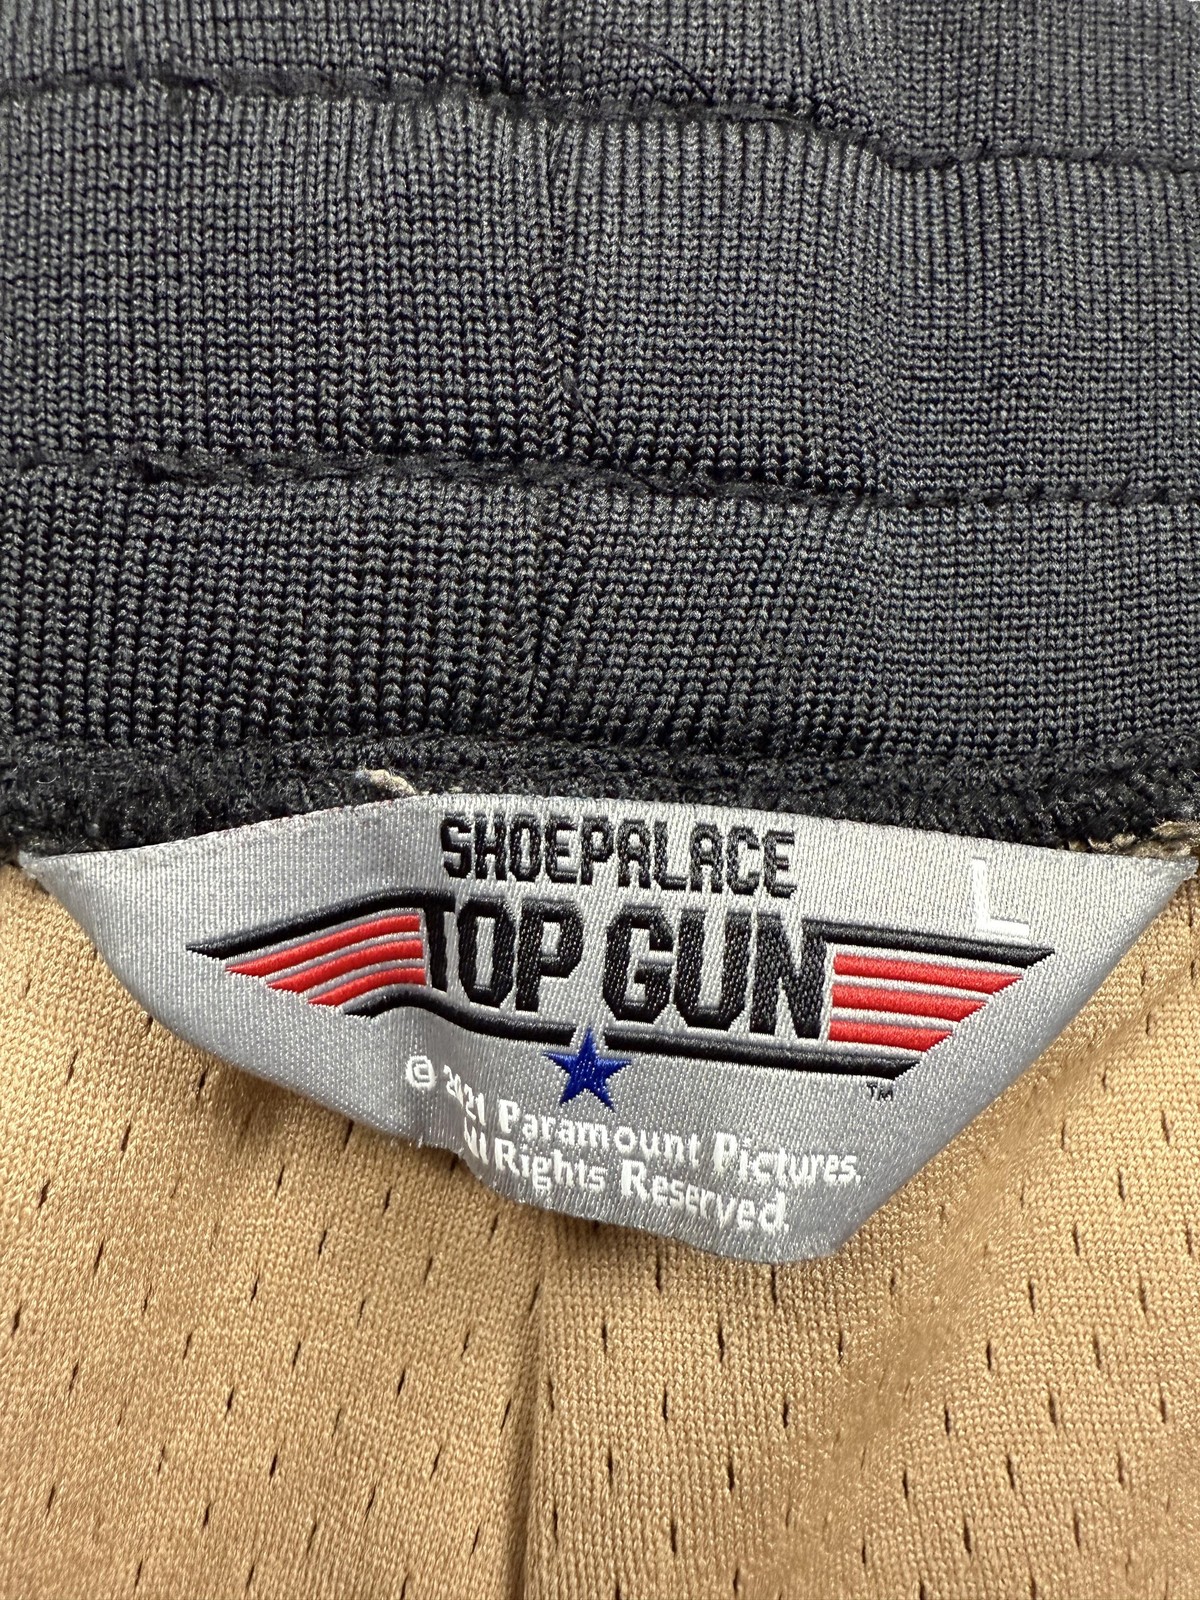 SHOEPALACE
L
TOP GUN
TM
© 2021 Paramount Pictures.
All Rights Reserved.